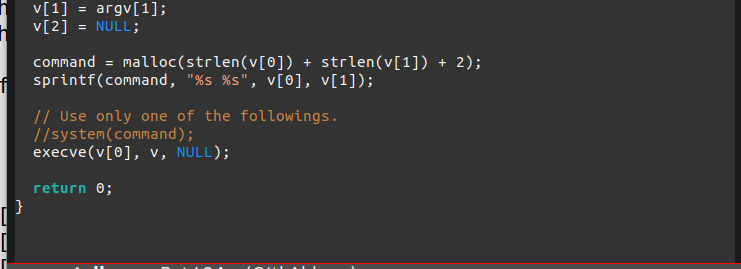 v[1] = argv[1];
v[2] = NULL;
command = malloc(strlen(v[0]) + strlen(v[1]) + 2);
sprintf(command, "%s %s", v[0], v[1]);
// Use only one of the followings.
//system(command);
execve(v[0], v, NULL);
return 0;
}